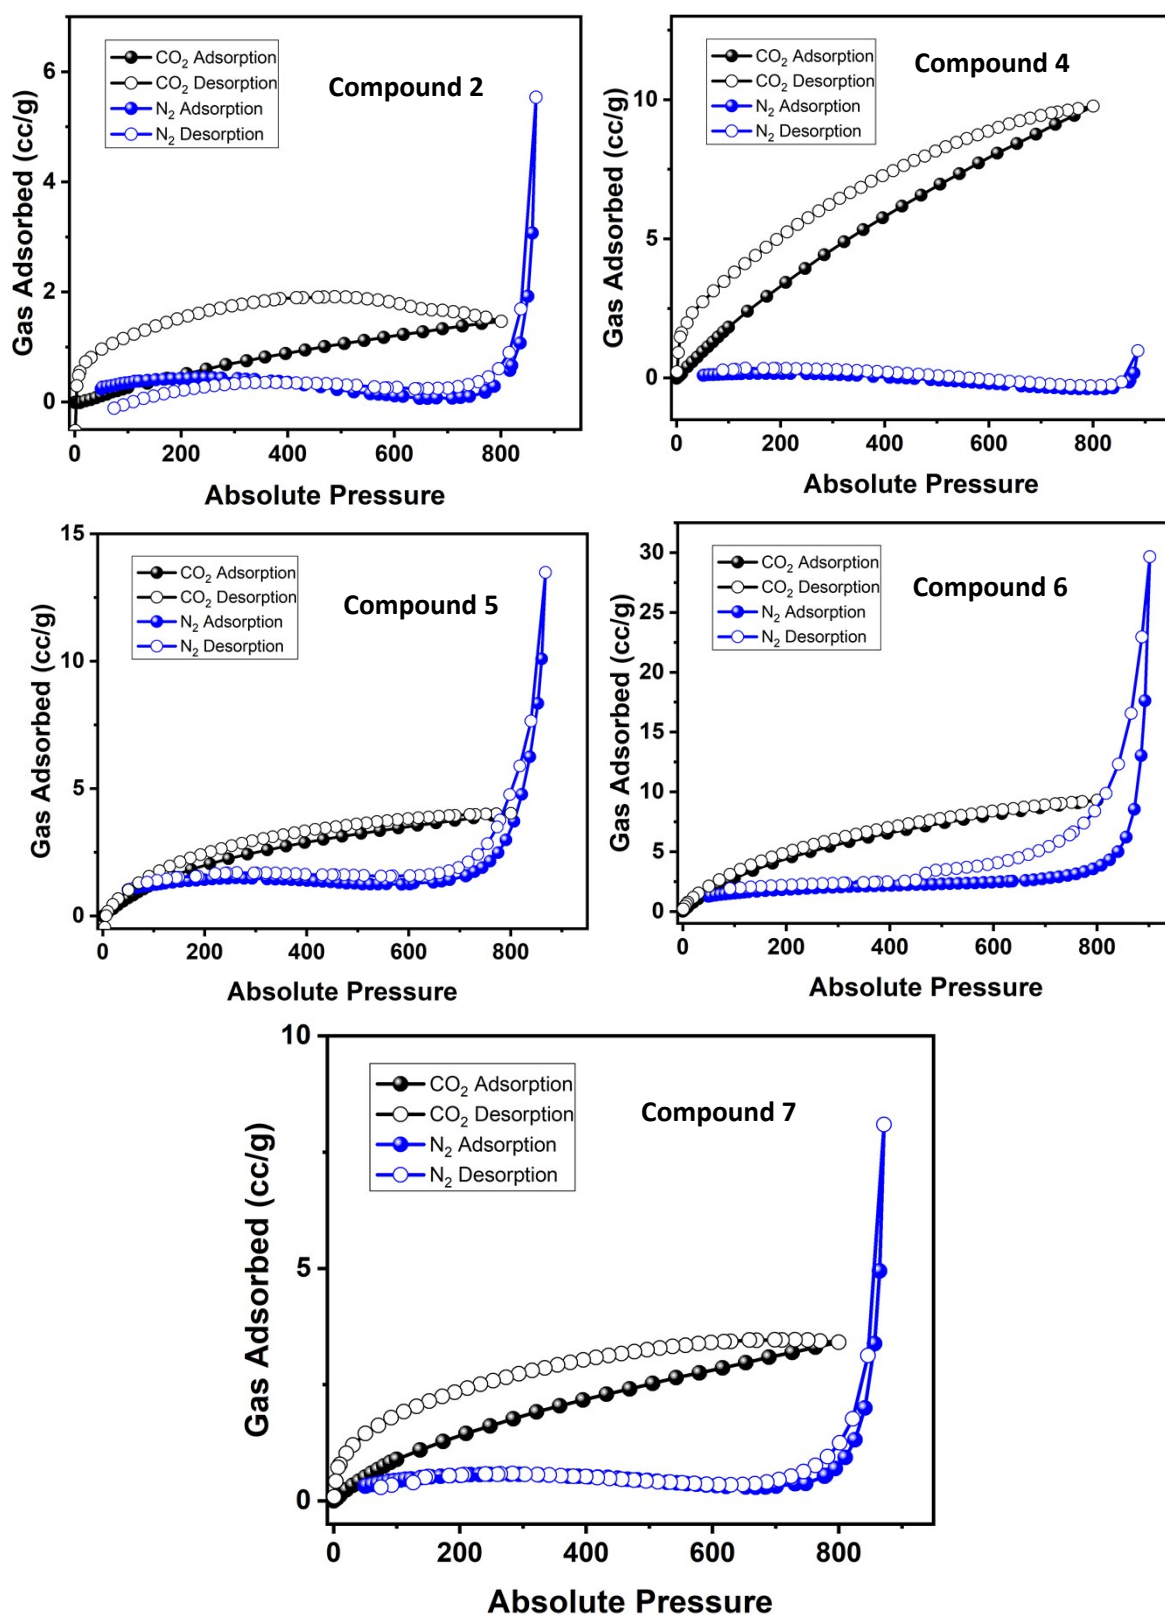 Compound 2
CO₂ Adsorption
CO₂ Desorption
N₂ Adsorption
N₂ Desorption
Gas Adsorbed (cc/g)
6
4
2
0
0 200 400 600 800
Absolute Pressure
Compound 4
CO₂ Adsorption
CO₂ Desorption
N₂ Adsorption
N₂ Desorption
Gas Adsorbed (cc/g)
10
5
0
0 200 400 600 800
Absolute Pressure
Compound 5
CO₂ Adsorption
CO₂ Desorption
N₂ Adsorption
N₂ Desorption
Gas Adsorbed (cc/g)
15
10
5
0
0 200 400 600 800
Absolute Pressure
Compound 6
CO₂ Adsorption
CO₂ Desorption
N₂ Adsorption
N₂ Desorption
Gas Adsorbed (cc/g)
30
25
20
15
10
5
0
0 200 400 600 800
Absolute Pressure
Compound 7
CO₂ Adsorption
CO₂ Desorption
N₂ Adsorption
N₂ Desorption
Gas Adsorbed (cc/g)
10
5
0
0 200 400 600 800
Absolute Pressure